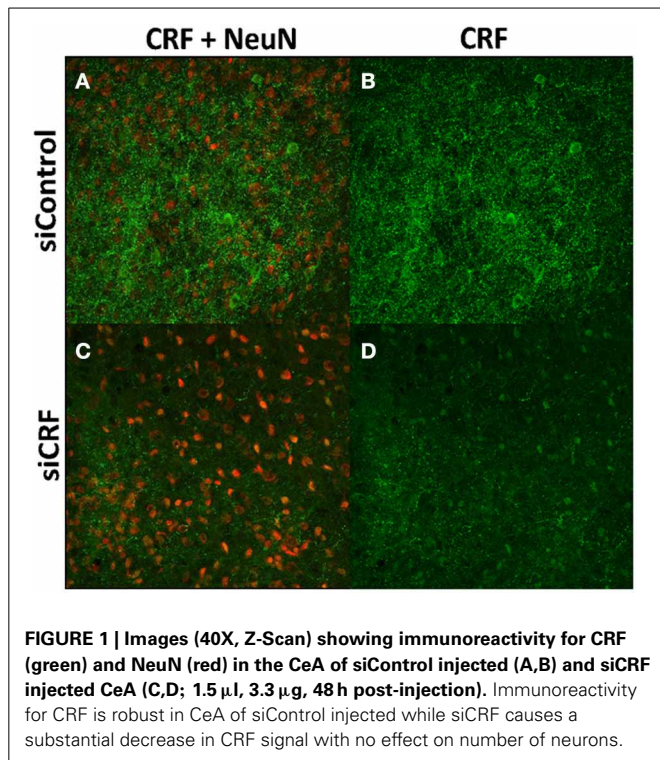 CRF + NeuN CRF
A B
siControl
C D
siCRF
FIGURE 1 | Images (40X, Z-Scan) showing immunoreactivity for CRF
(green) and NeuN (red) in the CeA of siControl injected (A,B) and siCRF
injected CeA (C,D; 1.5 μl, 3.3 μg, 48 h post-injection). Immunoreactivity
for CRF is robust in CeA of siControl injected while siCRF causes a
substantial decrease in CRF signal with no effect on number of neurons.